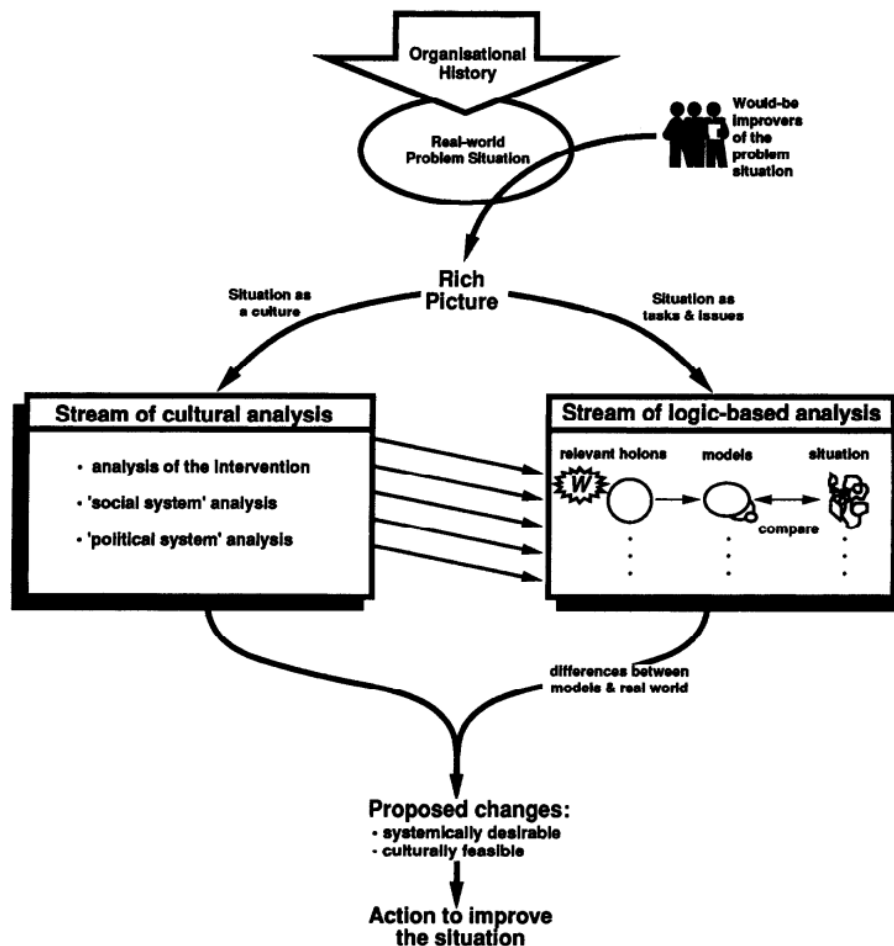 Organisational
History
Real-world
Problem Situation
Would-be
improvers
of the
problem
situation
Rich
Picture
Situation as
a culture
Situation as
tasks & issues
Stream of cultural analysis
• analysis of the intervention
• 'social system' analysis
• 'political system' analysis
Stream of logic-based analysis
relevant holons
models
situation
W
compare
differences between
models & real world
Proposed changes:
• systemically desirable
- culturally feasible
Action to improve
the situation